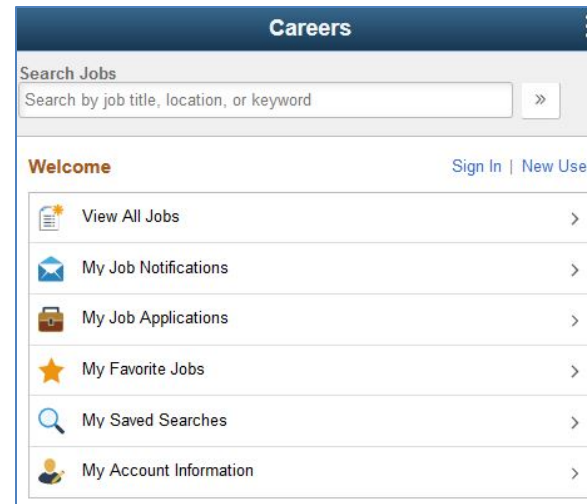 Careers
Search Jobs
Search by job title, location, or keyword
Welcome
Sign In | New Use
View All Jobs
My Job Notifications
My Job Applications
My Favorite Jobs
My Saved Searches
My Account Information